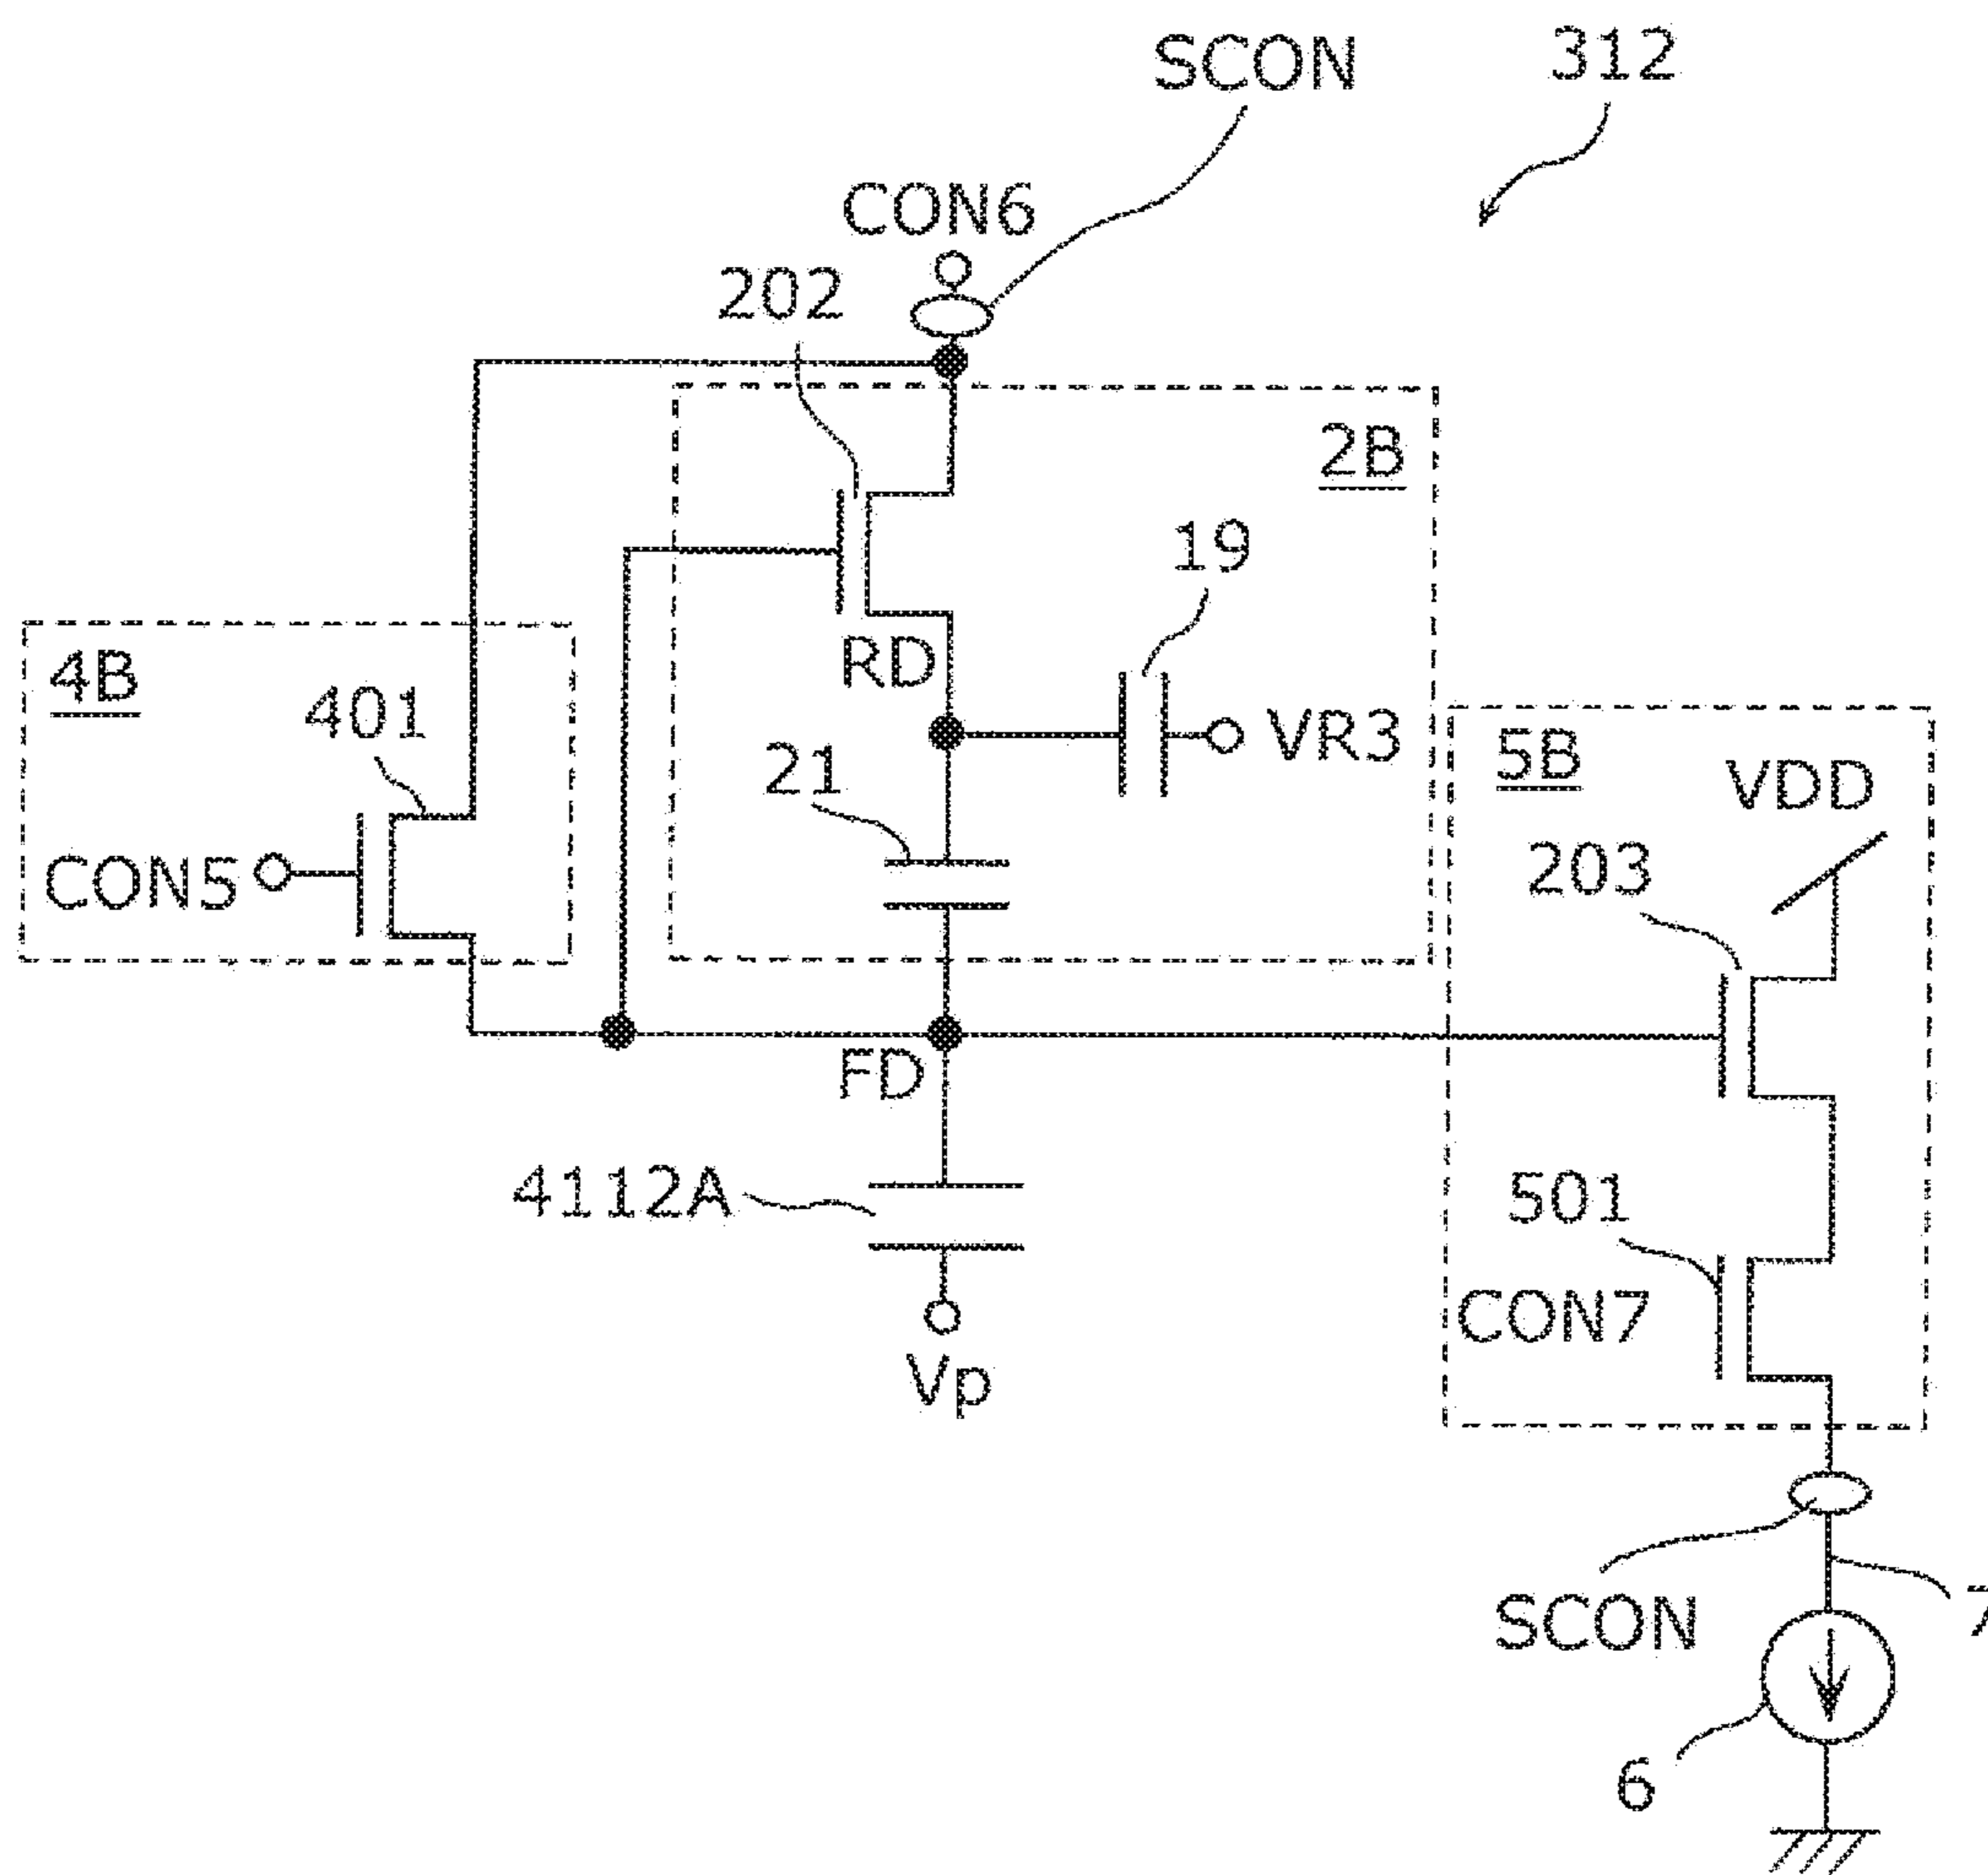 SCON
312
CON6
202
2B
19
4B
RD
401
VR3
21
5B
VDD
CON5
203
FD
4112A
501
CON7
Vp
SCON
7
6